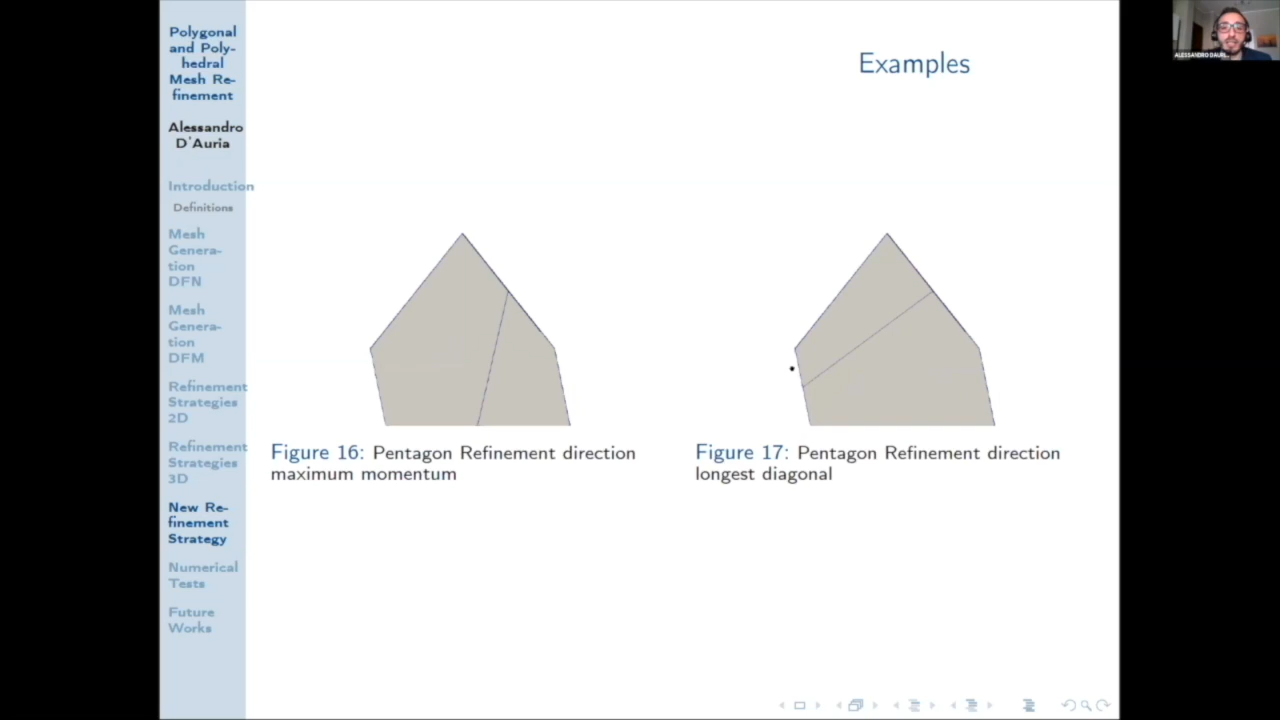 Polygonal
and Poly-
hedral
Mesh Re-
finement
Alessandro
D'Auria
Introduction
Definitions
Mesh
Genera-
tion
DFN
Mesh
Genera-
tion
DFM
Refinement
Strategies
2D
Refinement
Strategies
3D
New Re-
finement
Strategy
Numerical
Tests
Future
Works
Examples
Figure 16: Pentagon Refinement direction
maximum momentum
Figure 17: Pentagon Refinement direction
longest diagonal
ALESSANDRO